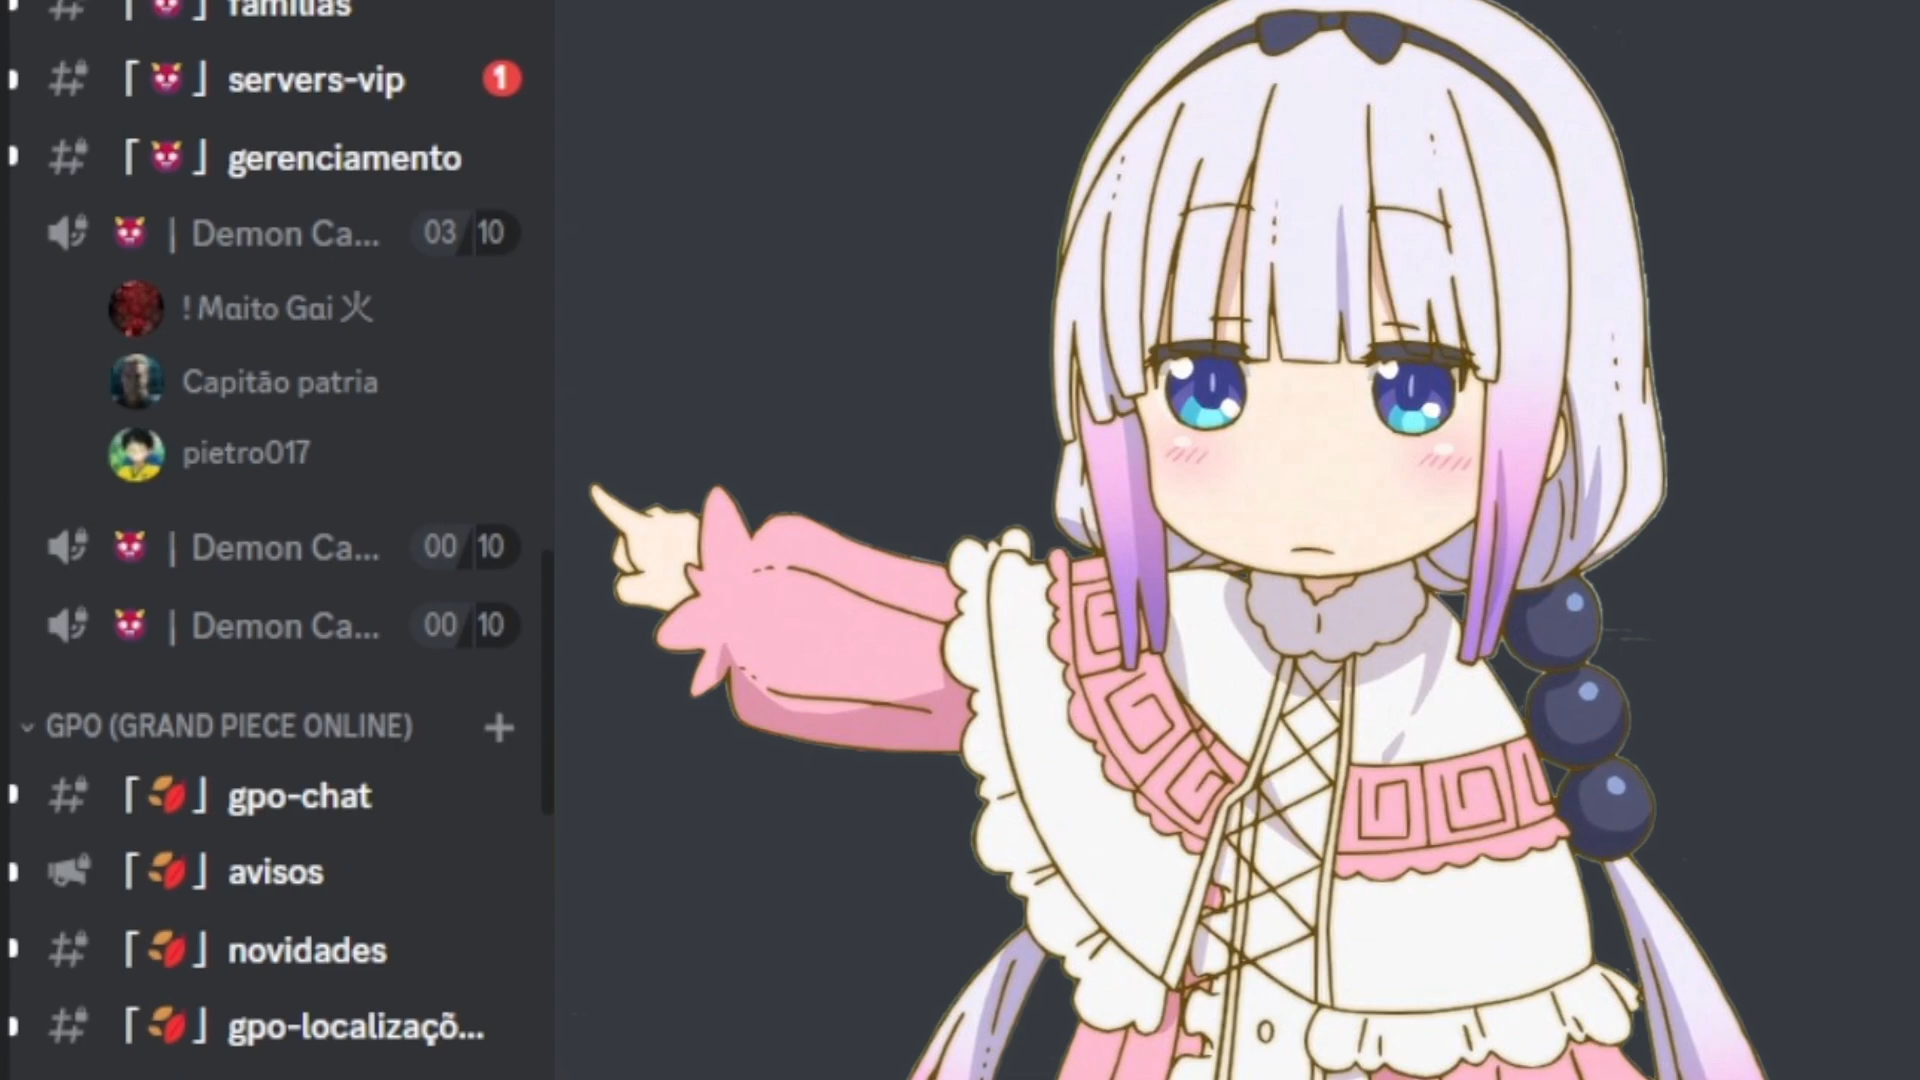 「👿」 famílias
「👿」 servers-vip 1
「👿」 gerenciamento
👿 | Demon Ca... 03 10
! Maito Gai 火
Capitão patria
pietro017
👿 | Demon Ca... 00 10
👿 | Demon Ca... 00 10
GPO (GRAND PIECE ONLINE)
「🍂」 gpo-chat
「🍂」 avisos
「🍂」 novidades
「🍂」 gpo-localizaçõ...